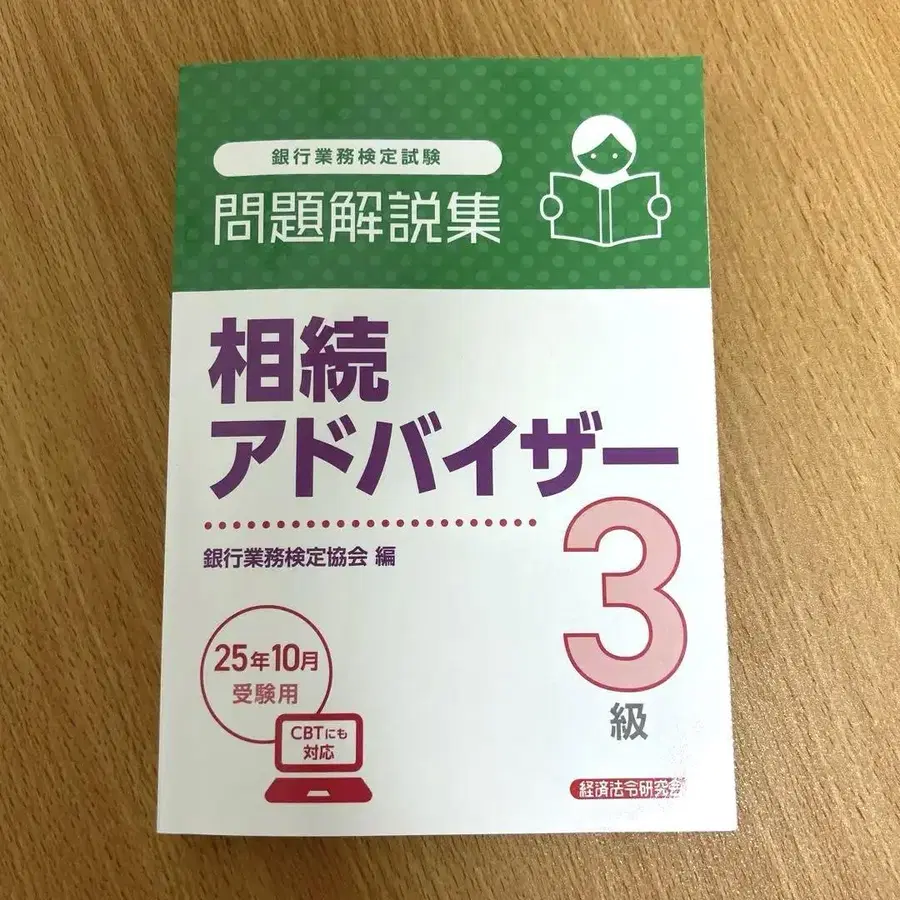 銀行業務検定試験
問題解説集
相続
アドバイザー
3
級
銀行業務検定協会 編
25年10月
受験用
CBTにも
対応
経済法令研究会